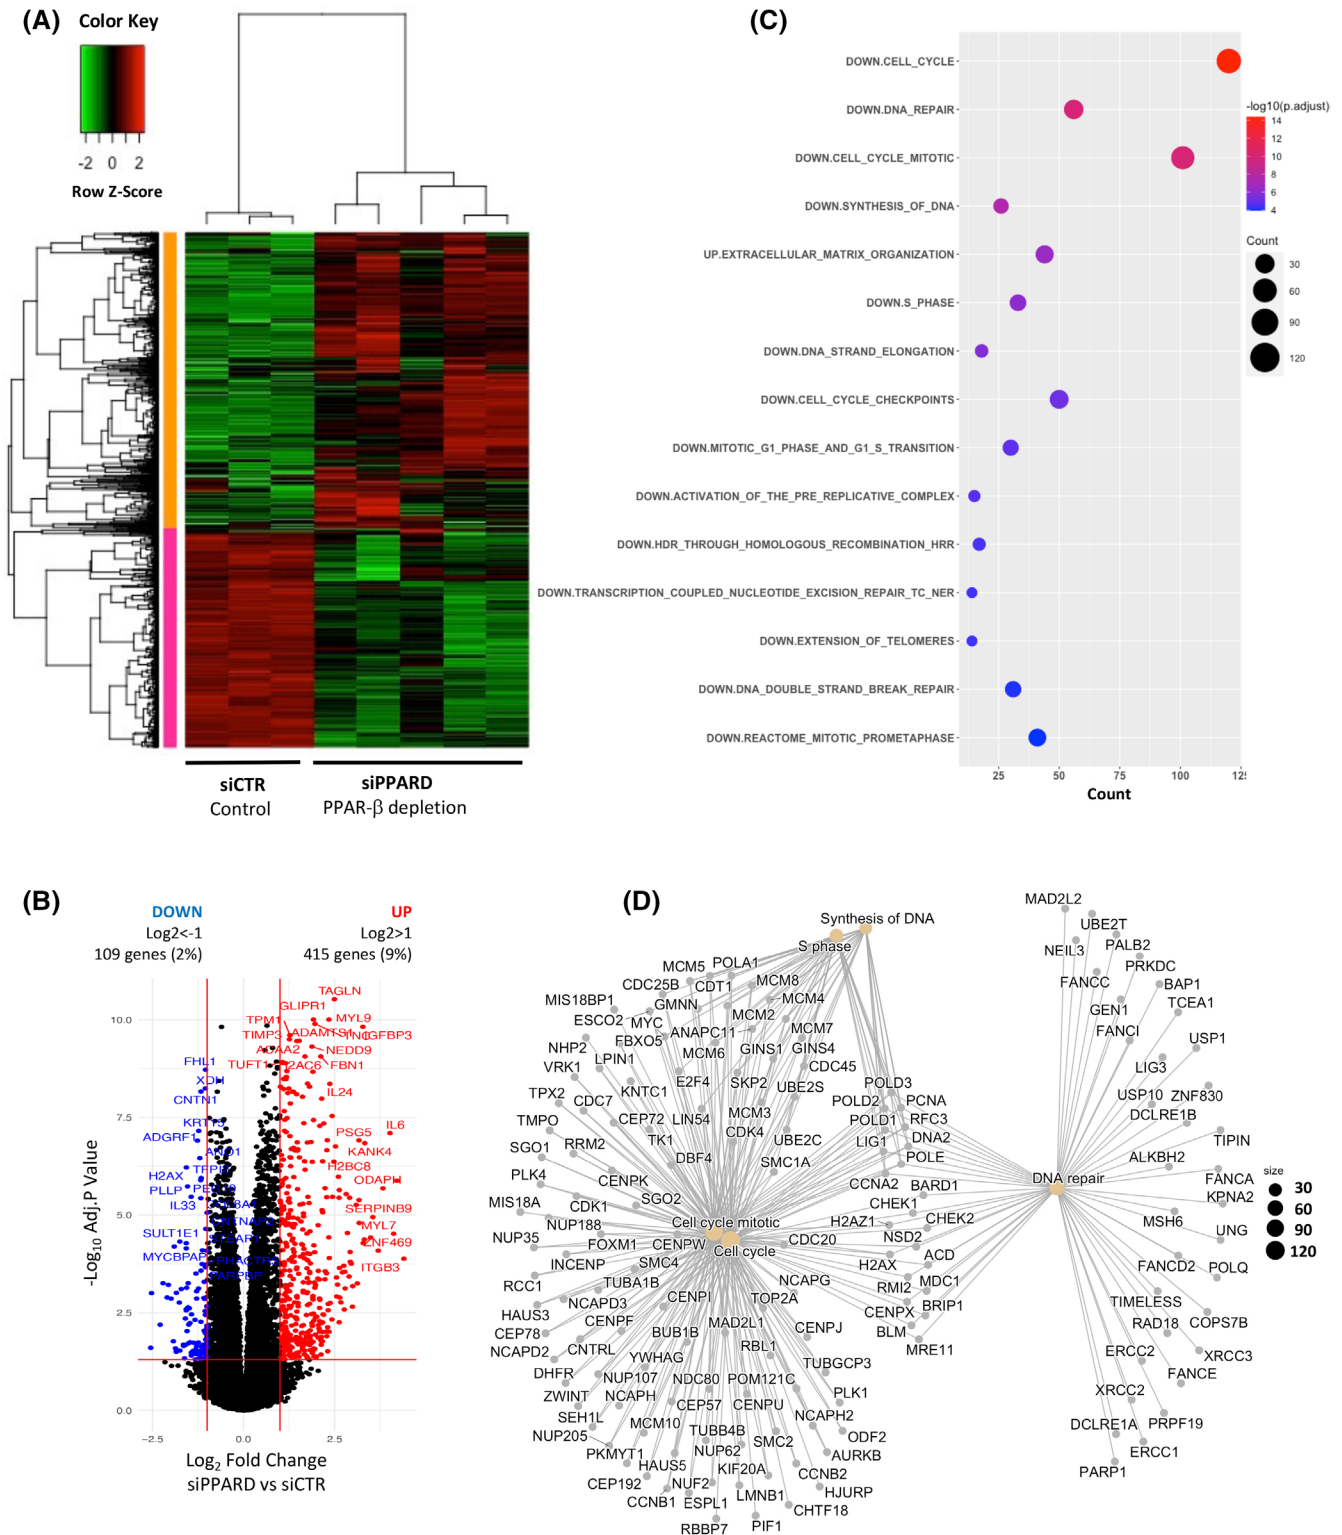 (A)
Color Key
-2 0 2
Row Z-Score
siCTR
Control
siPPARD
PPAR-β depletion
(C)
DOWN.CELL_CYCLE
DOWN.DNA_REPAIR
DOWN.CELL_CYCLE_MITOTIC
DOWN.SYNTHESIS_OF_DNA
UP.EXTRACELLULAR_MATRIX_ORGANIZATION
DOWN.S_PHASE
DOWN.DNA_STRAND_ELONGATION
DOWN.CELL_CYCLE_CHECKPOINTS
DOWN.MITOTIC_G1_PHASE_AND_G1_S_TRANSITION
DOWN.ACTIVATION_OF_THE_PRE_REPLICATIVE_COMPLEX
DOWN.HDR_THROUGH_HOMOLOGOUS_RECOMBINATION_HRR
DOWN.TRANSCRIPTION_COUPLED_NUCLEOTIDE_EXCISION_REPAIR_TC_NER
DOWN.EXTENSION_OF_TELOMERES
DOWN.DNA_DOUBLE_STRAND_BREAK_REPAIR
DOWN.REACTOME_MITOTIC_PROMETAPHASE
25 50 75 100 12
Count
-log10(p.adjust)
14
12
10
8
6
4
Count
30
60
90
120
(B)
DOWN
Log2<-1
109 genes (2%)
UP
Log2>1
415 genes (9%)
-Log10 Adj.P Value
10.0
7.5
5.0
2.5
0.0
TAGLN
GLIPR1
TPM1
MYL9
TIMP3
ADAMTS1
IGFBP3
NEDD9
TUFT1
FBN1
FHL1
XDH
IL24
CNTN1
KRT15
IL6
ADGRF1
PSG5
KANK4
H2BC8
H2AX
ODAPH
PLLP
IL33
SERPINB9
MYL7
SULT1E1
ZNF469
MYCBPAP
ITGB3
−2.5 0.0 2.5
Log2 Fold Change
siPPARD vs siCTR
(D)
Synthesis of DNA
S phase
MCM5 POLA1
CDC25B CDT1 MCM8
MIS18BP1 GMNN MCM4
ESCO2 MYC MCM2
FBXO5 ANAPC11 MCM7
NHP2 MCM6 GINS1 GINS4
VRK1 LPIN1 CDC45
KNTC1 E2F4 SKP2 UBE2S
TPX2 CDC7
TMPO CEP72 LIN54 MCM3
CDK4 UBE2C
SGO1 RRM2 TK1
DBF4 SMC1A
PLK4 CENPK
MIS18A CDK1 SGO2
NUP188 Cell cycle mitotic
NUP35 FOXM1 CENPW Cell cycle CDC20
INCENP SMC4
RCC1 TUBA1B NCAPG
NCAPD3 CENPI TOP2A
HAUS3 CENPF MAD2L1 CENPJ
CEP78 BUB1B RBL1
NCAPD2 CNTRL YWHAG TUBGCP3
DHFR NUP107 NDC80 POM121C
ZWINT NCAPH CEP57 CENPU PLK1
SEH1L MCM10 NCAPH2
NUP205 TUBB4B SMC2 ODF2
PKMYT1 NUP62 AURKB
HAUS5 KIF20A CCNB2
CEP192 NUF2 HJURP
CCNB1 ESPL1 LMNB1 CHTF18
RBBP7 PIF1
POLD3
POLD2 PCNA
POLD1 RFC3
LIG1 DNA2
POLE
CCNA2 BARD1
CHEK1
H2AZ1 CHEK2
NSD2
H2AX ACD
RMI2 MDC1
CENPX BRIP1
BLM
MRE11
DNA repair
MAD2L2
UBE2T
NEIL3 PALB2
PRKDC
FANCC BAP1
GEN1 TCEA1
FANCI
USP1
LIG3
USP10 ZNF830
DCLRE1B
TIPIN
ALKBH2
FANCA
KPNA2
MSH6
UNG
FANCD2 POLQ
TIMELESS
RAD18 COPS7B
ERCC2 XRCC3
FANCE
XRCC2
DCLRE1A PRPF19
ERCC1
PARP1
size
30
60
90
120